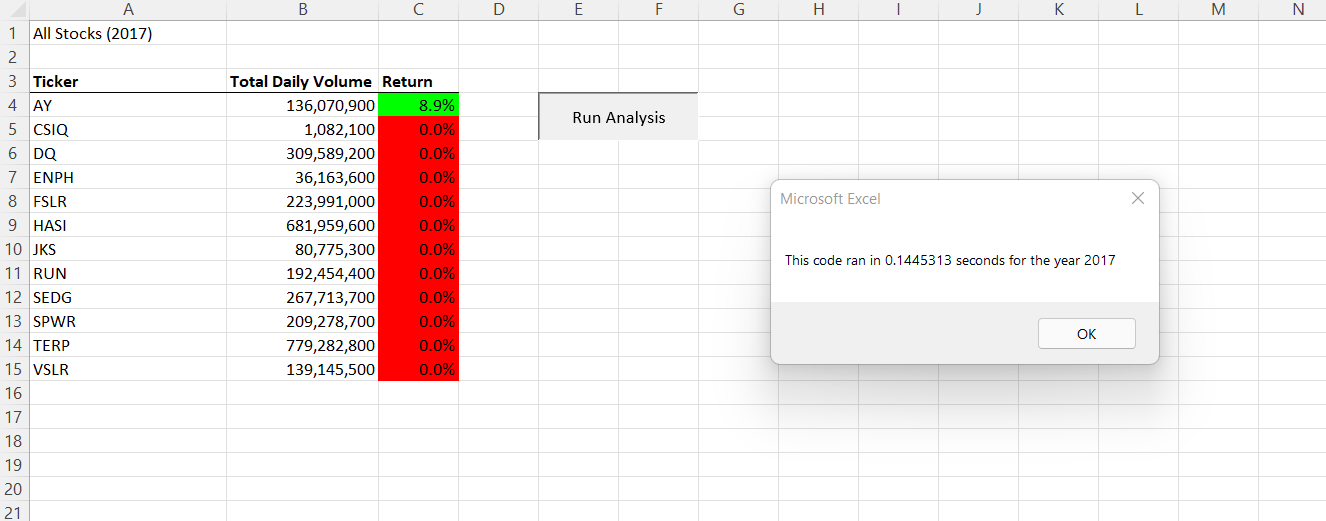 A B C D E F G H I J K L M N
1 All Stocks (2017)
2
3 Ticker Total Daily Volume Return
4 AY 136,070,900 8.9%
Run Analysis
5 CSIQ 1,082,100 0.0%
6 DQ 309,589,200 0.0%
7 ENPH 36,163,600 0.0%
8 FSLR 223,991,000 0.0%
9 HASI 681,959,600 0.0%
10 JKS 80,775,300 0.0%
11 RUN 192,454,400 0.0%
12 SEDG 267,713,700 0.0%
13 SPWR 209,278,700 0.0%
14 TERP 779,282,800 0.0%
15 VSLR 139,145,500 0.0%
16
17
18
19
20
21
Microsoft Excel
This code ran in 0.1445313 seconds for the year 2017
OK